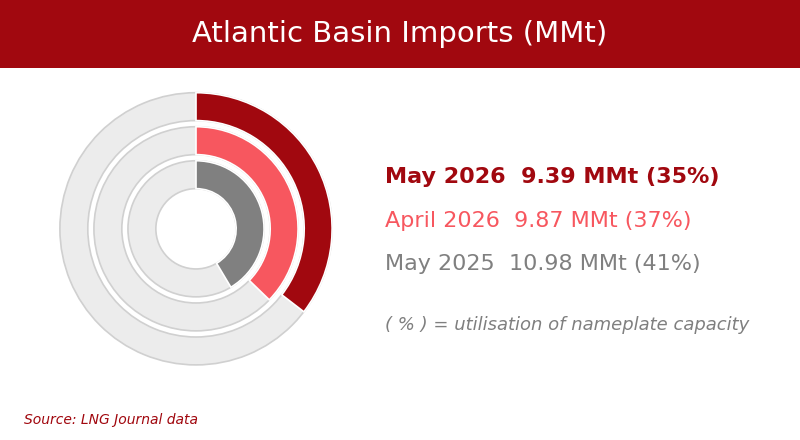 Atlantic Basin Imports (MMt)
May 2026  9.39 MMt (35%)
April 2026  9.87 MMt (37%)
May 2025  10.98 MMt (41%)
( % ) = utilisation of nameplate capacity
Source: LNG Journal data